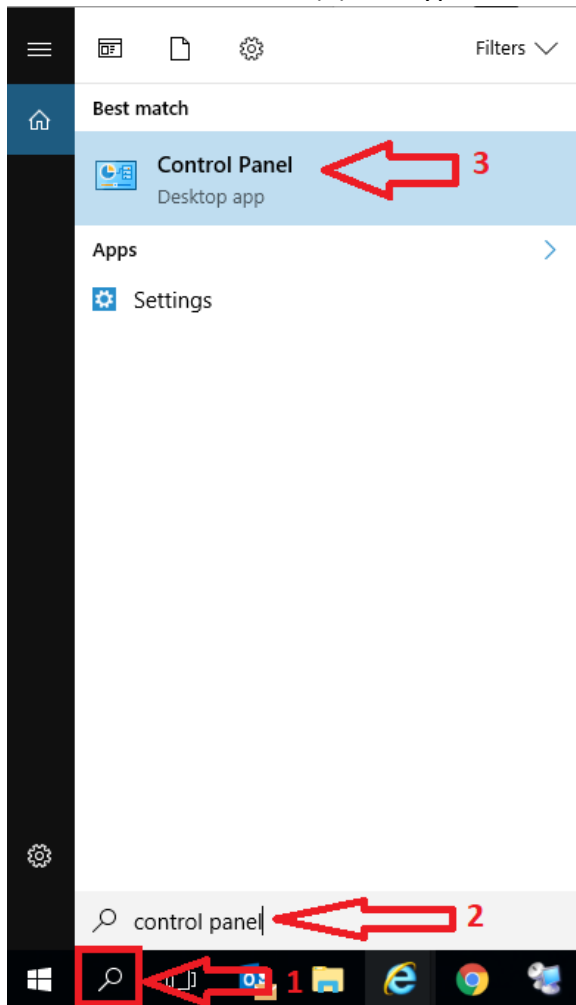 Filters
Best match
Control Panel
3
Desktop app
Apps
Settings
control panel
2
1